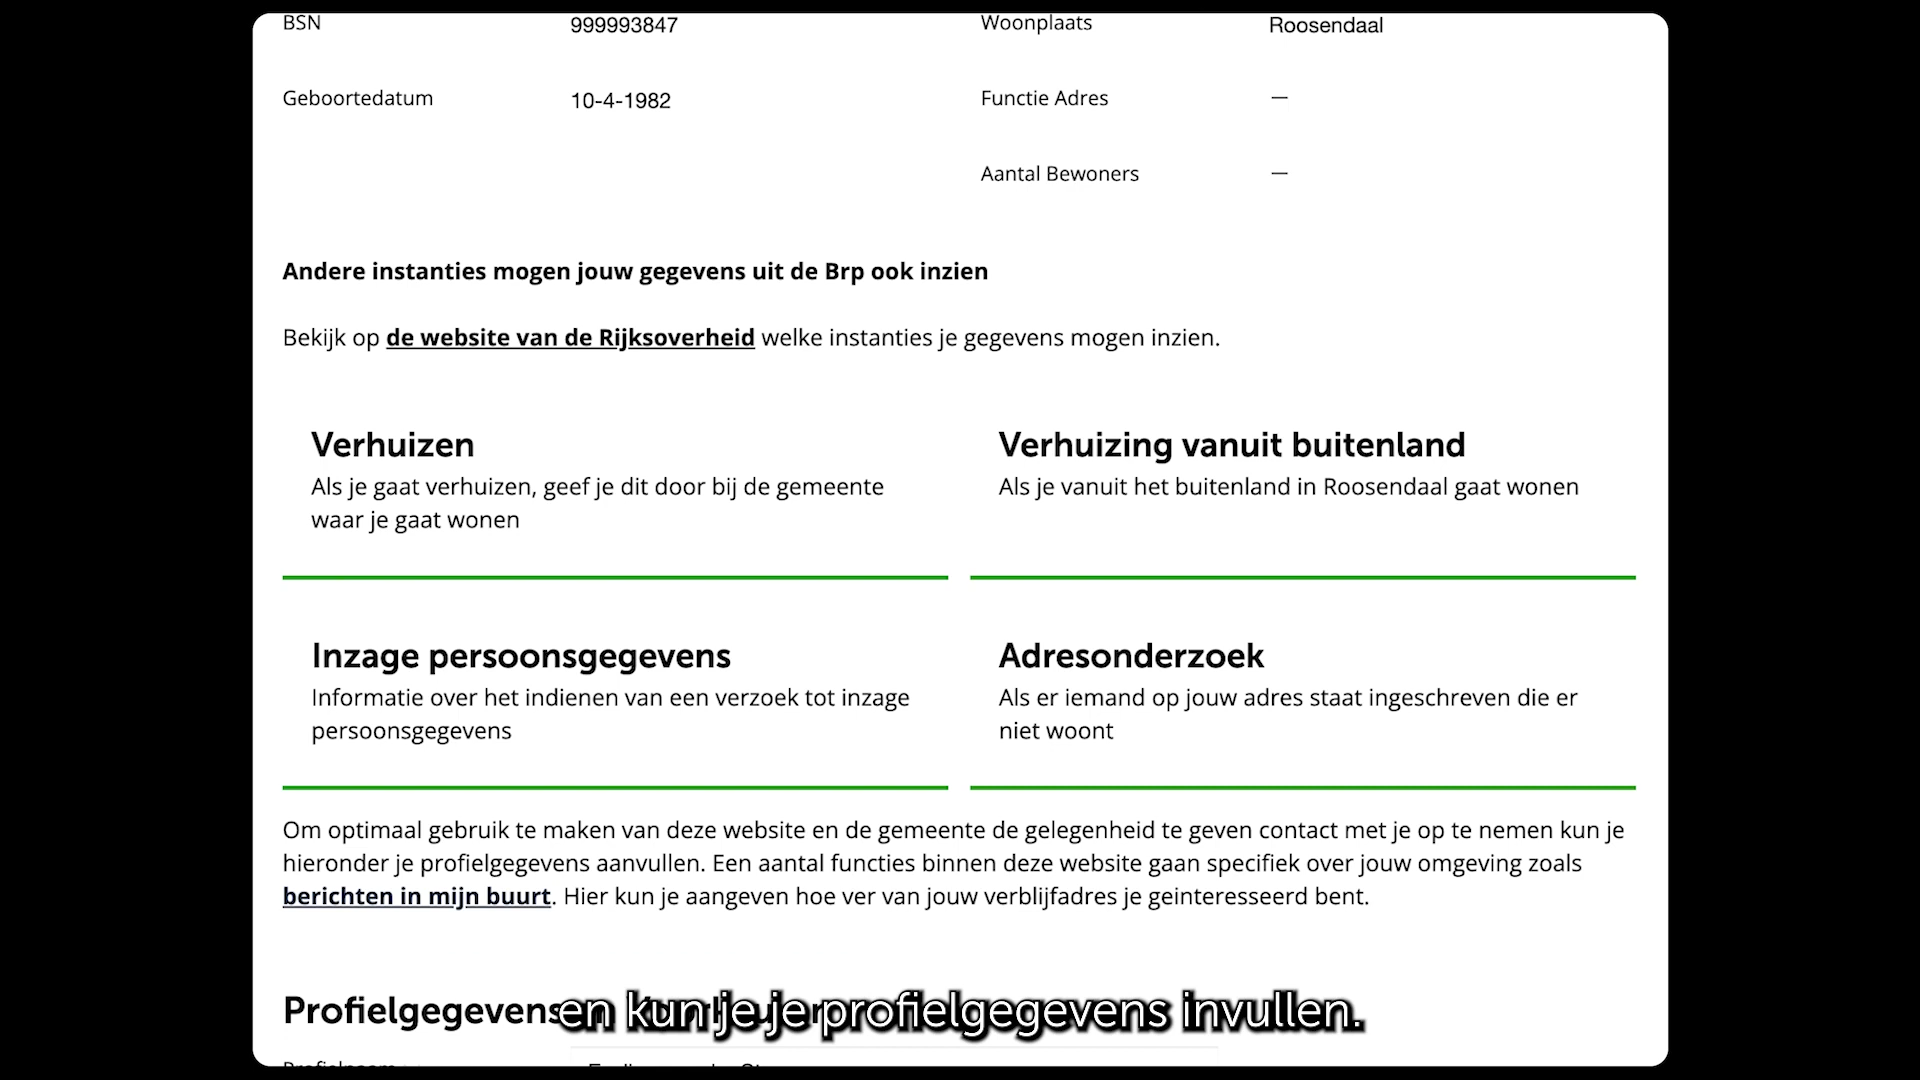 BSN 999993847 Woonplaats Roosendaal
Geboortedatum 10-4-1982 Functie Adres —
Aantal Bewoners —
Andere instanties mogen jouw gegevens uit de Brp ook inzien
Bekijk op de website van de Rijksoverheid welke instanties je gegevens mogen inzien.
Verhuizen
Als je gaat verhuizen, geef je dit door bij de gemeente
waar je gaat wonen
Verhuizing vanuit buitenland
Als je vanuit het buitenland in Roosendaal gaat wonen
Inzage persoonsgegevens
Informatie over het indienen van een verzoek tot inzage
persoonsgegevens
Adresonderzoek
Als er iemand op jouw adres staat ingeschreven die er
niet woont
Om optimaal gebruik te maken van deze website en de gemeente de gelegenheid te geven contact met je op te nemen kun je
hieronder je profielgegevens aanvullen. Een aantal functies binnen deze website gaan specifiek over jouw omgeving zoals
berichten in mijn buurt. Hier kun je aangeven hoe ver van jouw verblijfadres je geinteresseerd bent.
Profielgegevens
en kun je je profielgegevens invullen.